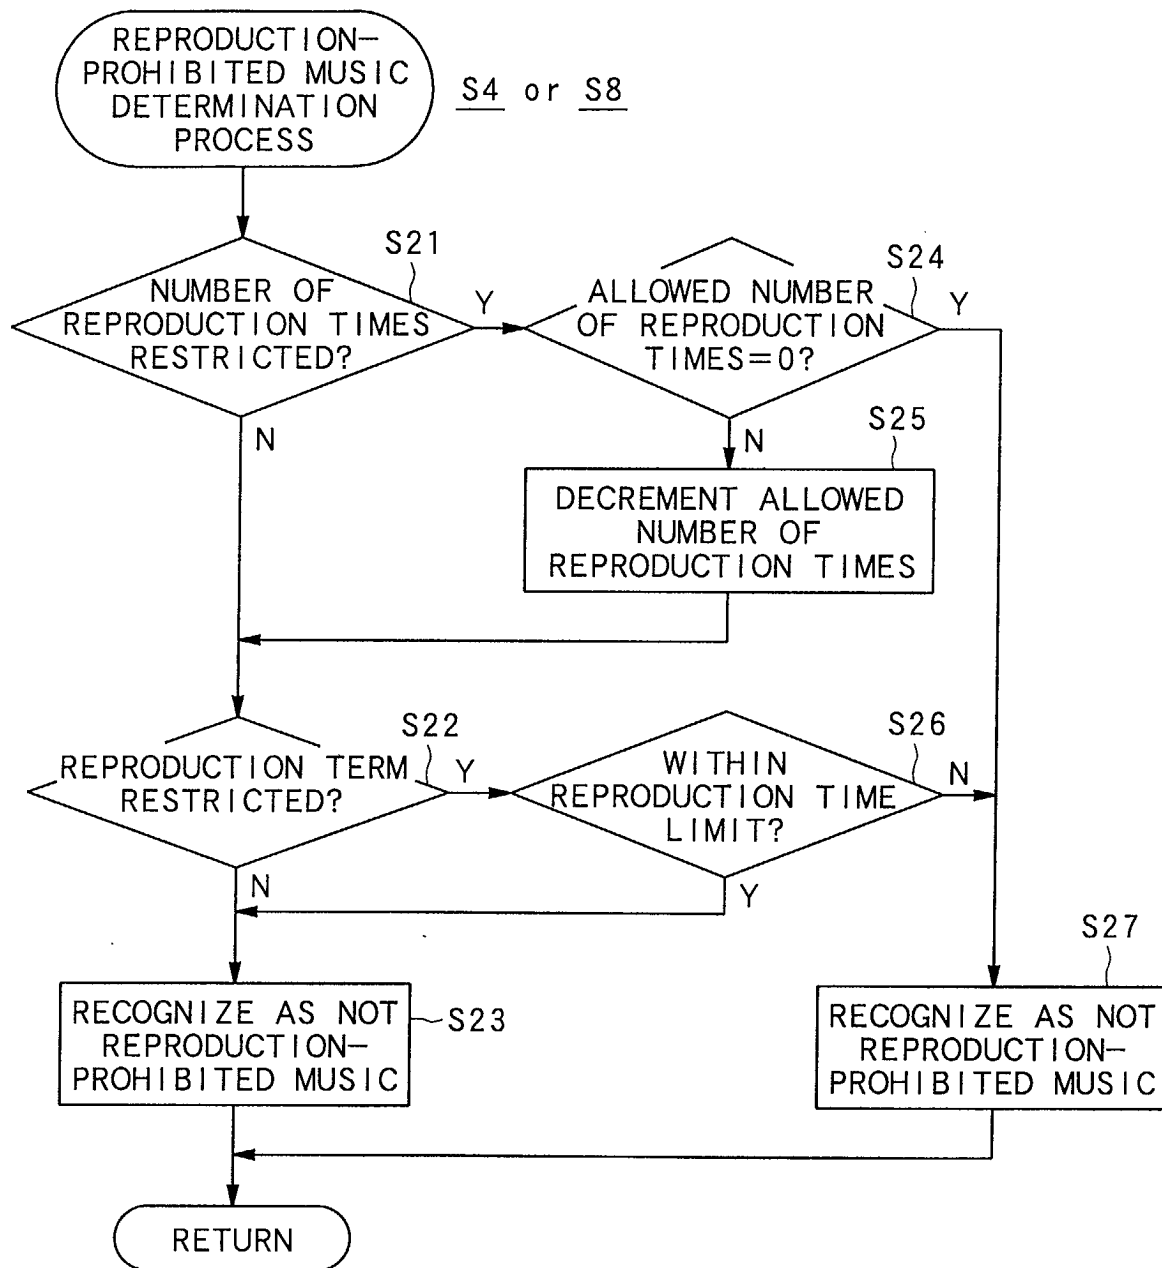 REPRODUCTION-
PROHIBITED MUSIC
DETERMINATION
PROCESS
S4 or S8
S21
NUMBER OF
REPRODUCTION TIMES
RESTRICTED?
Y
N
S24
ALLOWED NUMBER
OF REPRODUCTION
TIMES=0?
Y
N
S25
DECREMENT ALLOWED
NUMBER OF
REPRODUCTION TIMES
S22
REPRODUCTION TERM
RESTRICTED?
Y
N
S26
WITHIN
REPRODUCTION TIME
LIMIT?
N
Y
RECOGNIZE AS NOT
REPRODUCTION-
PROHIBITED MUSIC
S23
S27
RECOGNIZE AS NOT
REPRODUCTION-
PROHIBITED MUSIC
RETURN